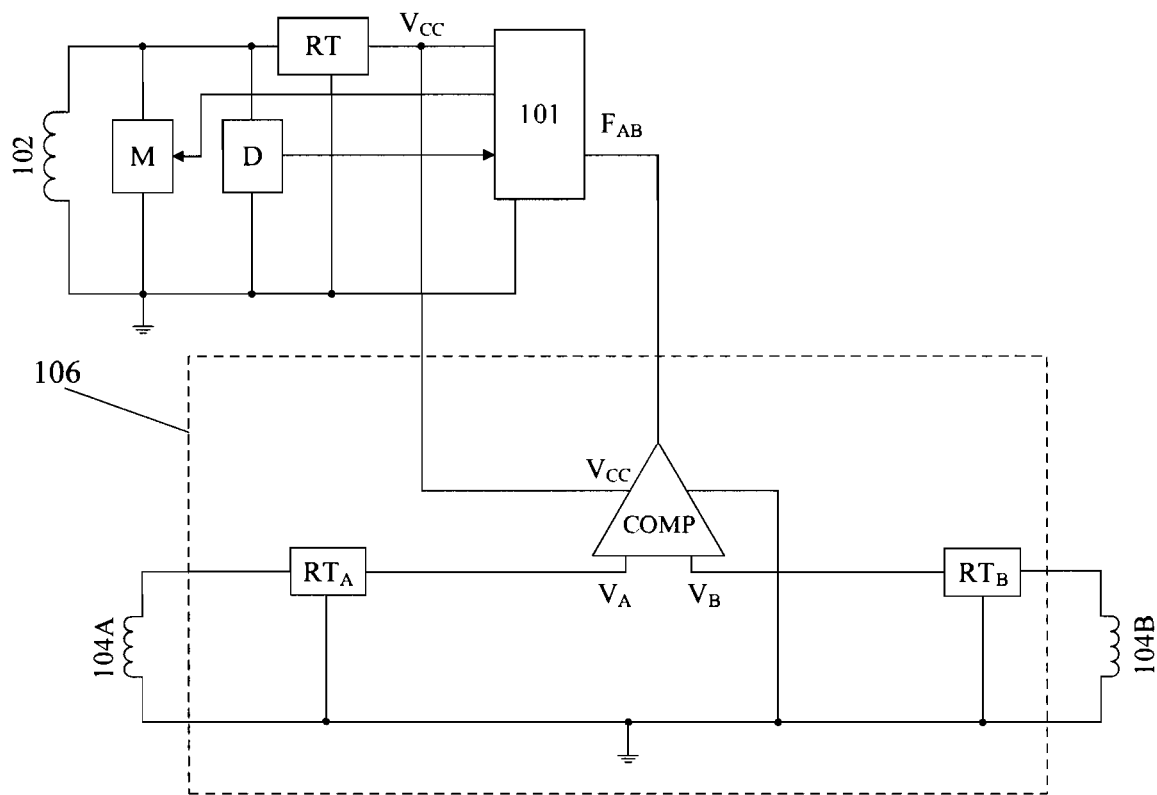 V_CC
RT
101
F_AB
102
M
D
106
V_CC
COMP
RT_A
V_A
V_B
RT_B
104A
104B